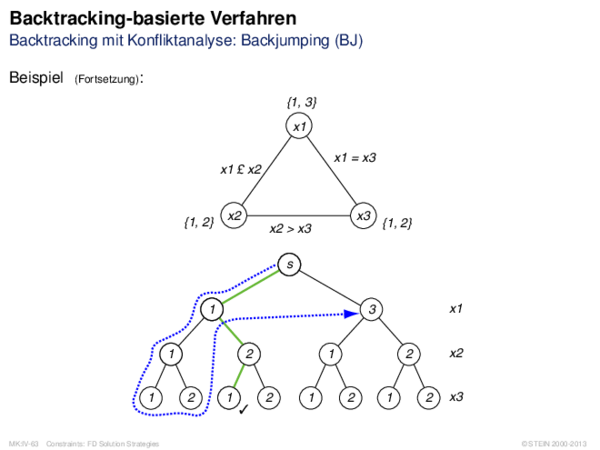 Backtracking-basierte Verfahren
Backtracking mit Konfliktanalyse: Backjumping (BJ)
Beispiel (Fortsetzung):
{1, 3}
x1
x1 £ x2
x1 = x3
{1, 2}
x2
x2 > x3
x3
{1, 2}
s
1
3
x1
1
2
1
2
x2
1
2
1
2
1
2
1
2
x3
✓
MK:IV-63 Constraints: FD Solution Strategies
© STEIN 2000-2013